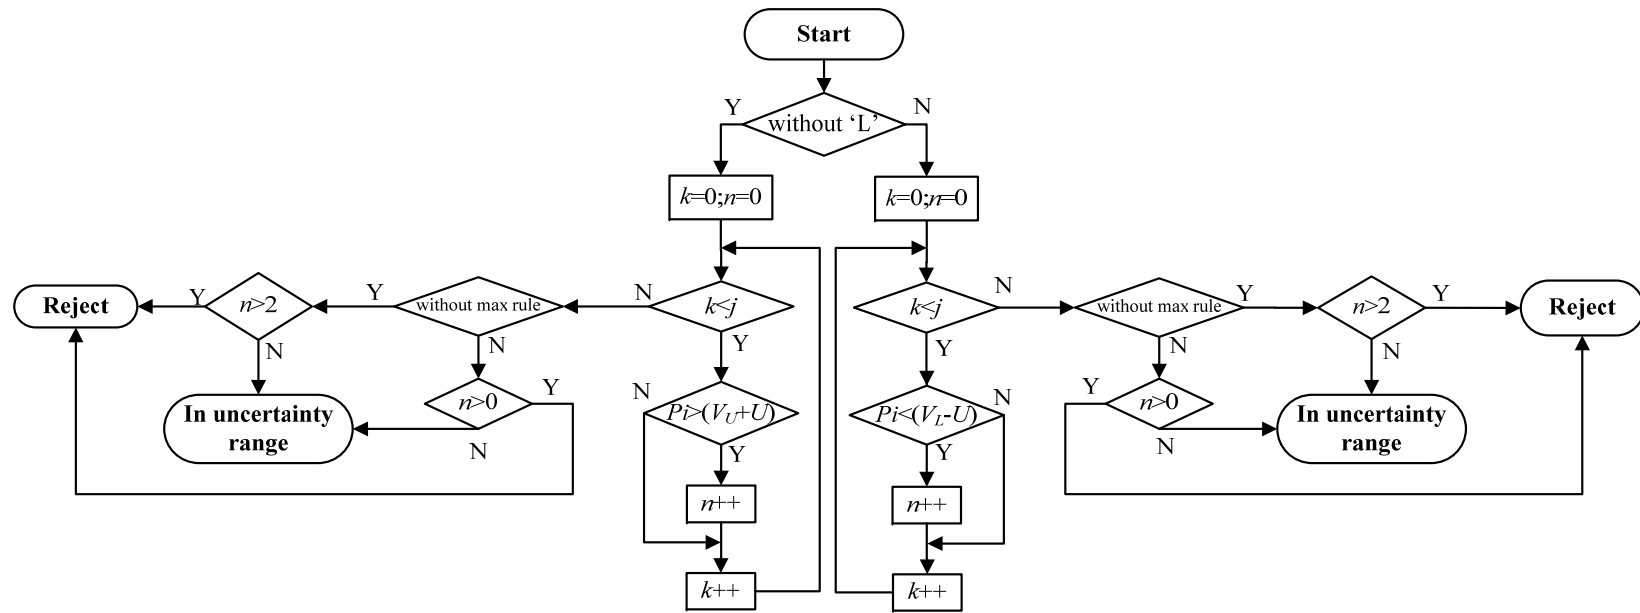 Start
Y
N
without ‘L’
k=0;n=0
k=0;n=0
Reject
Y
n>2
Y
without max rule
N
k<j
k<j
N
without max rule
Y
n>2
Y
Reject
N
N
Y
Y
N
N
In uncertainty
range
n>0
Y
N
N
Pi>(VU+U)
Y
Pi<(VL-U)
N
Y
Y
n>0
N
In uncertainty
range
n++
n++
k++
k++